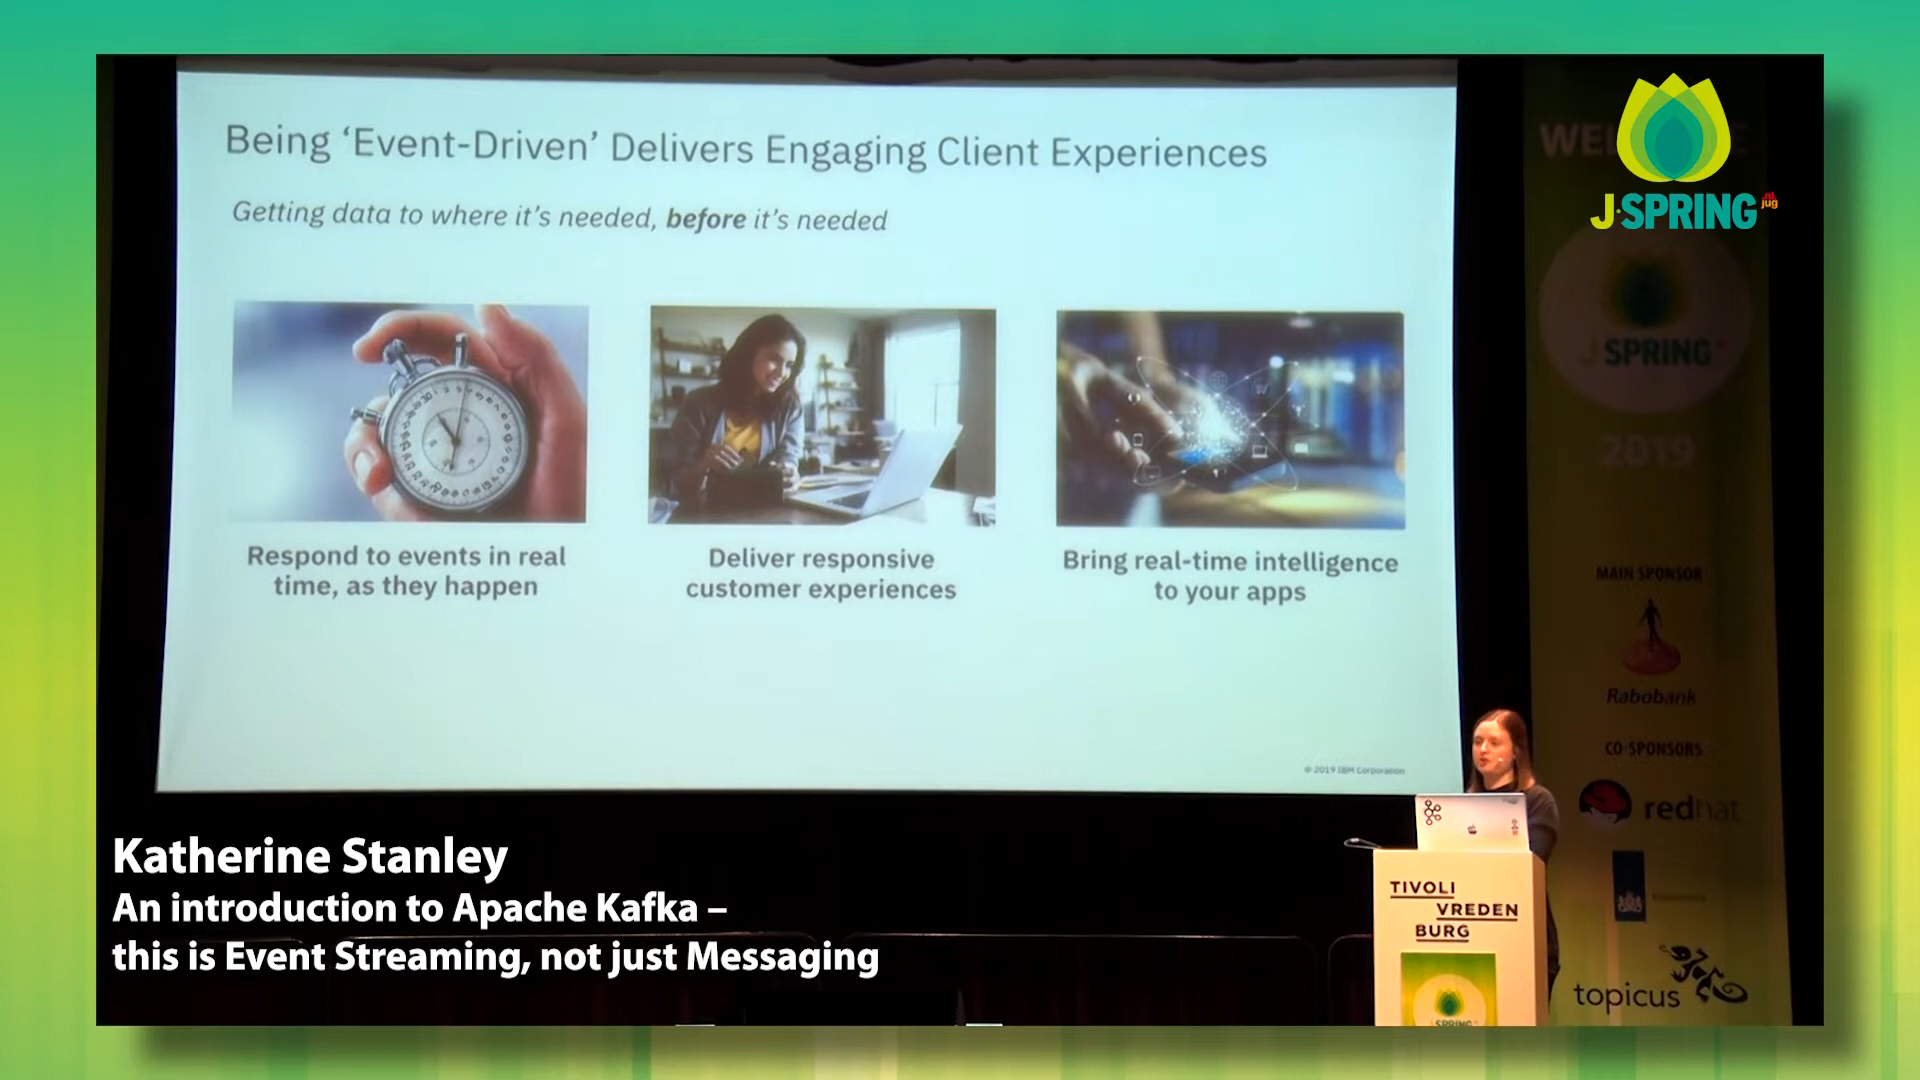 Being ‘Event-Driven’ Delivers Engaging Client Experiences
Getting data to where it’s needed, before it’s needed
Respond to events in real
time, as they happen
Deliver responsive
customer experiences
Bring real-time intelligence
to your apps
© 2019 IBM Corporation
J·SPRING
nl
jug
J SPRING
2019
MAIN SPONSOR
Rabobank
CO-SPONSORS
redhat
topicus
TIVOLI
VREDEN
BURG
J·SPRING
Katherine Stanley
An introduction to Apache Kafka –
this is Event Streaming, not just Messaging